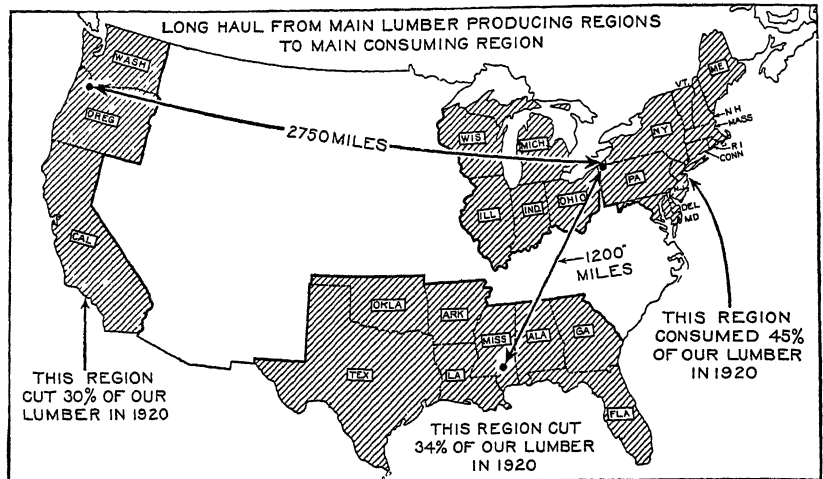 LONG HAUL FROM MAIN LUMBER PRODUCING REGIONS
TO MAIN CONSUMING REGION
WASH
OREG
CAL
2750 MILES
WIS
MICH
ILL
IND
OHIO
VT.
ME
NH
MASS
NY
R I
CONN
PA
N.J.
DEL
MD
1200
MILES
OKLA
ARK
TEX
LA
MISS
ALA
GA
FLA
THIS REGION
CUT 30% OF OUR
LUMBER IN 1920
THIS REGION CUT
34% OF OUR LUMBER
IN 1920
THIS REGION
CONSUMED 45%
OF OUR LUMBER
IN 1920